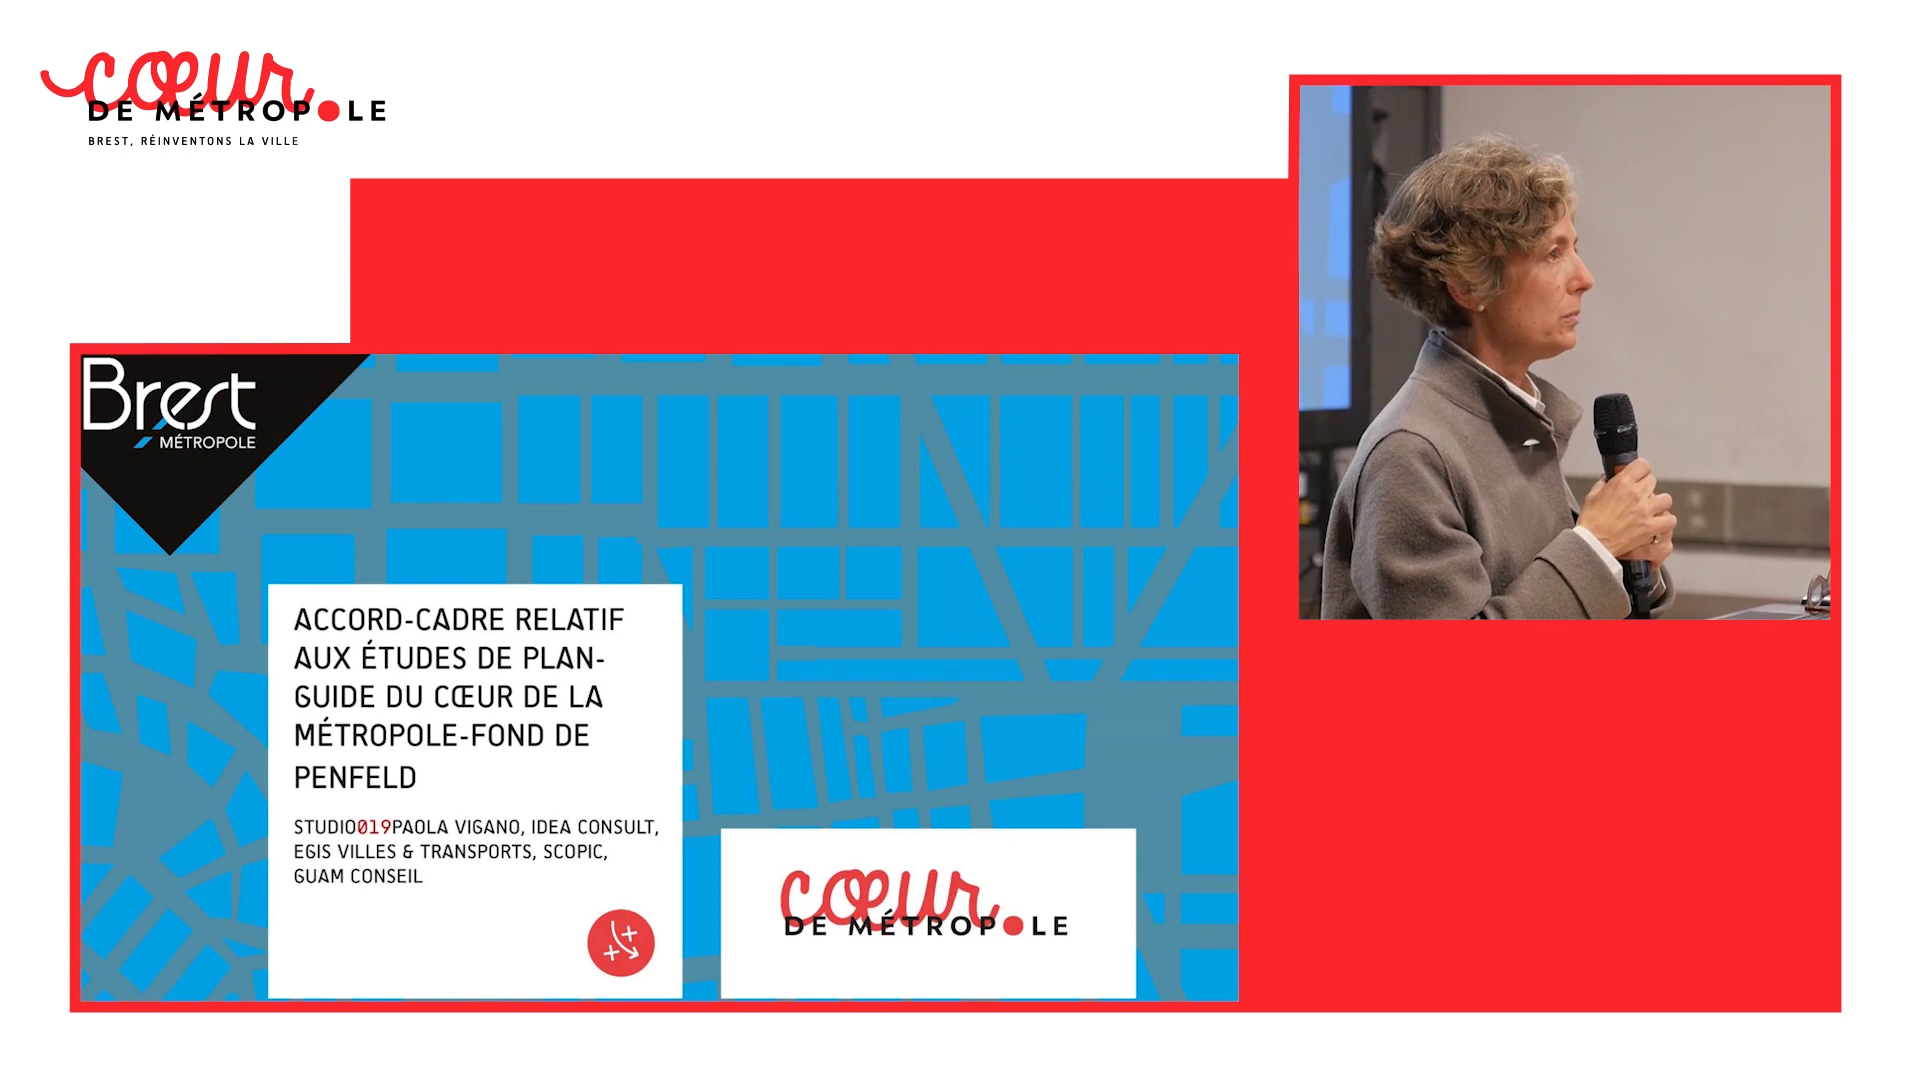 cœur
DE MÉTROPOLE
BREST, RÉINVENTONS LA VILLE
Brest
MÉTROPOLE
ACCORD-CADRE RELATIF
AUX ÉTUDES DE PLAN-
GUIDE DU CŒUR DE LA
MÉTROPOLE-FOND DE
PENFELD
STUDIO019PAOLA VIGANO, IDEA CONSULT,
EGIS VILLES & TRANSPORTS, SCOPIC,
GUAM CONSEIL
cœur
DE MÉTROPOLE